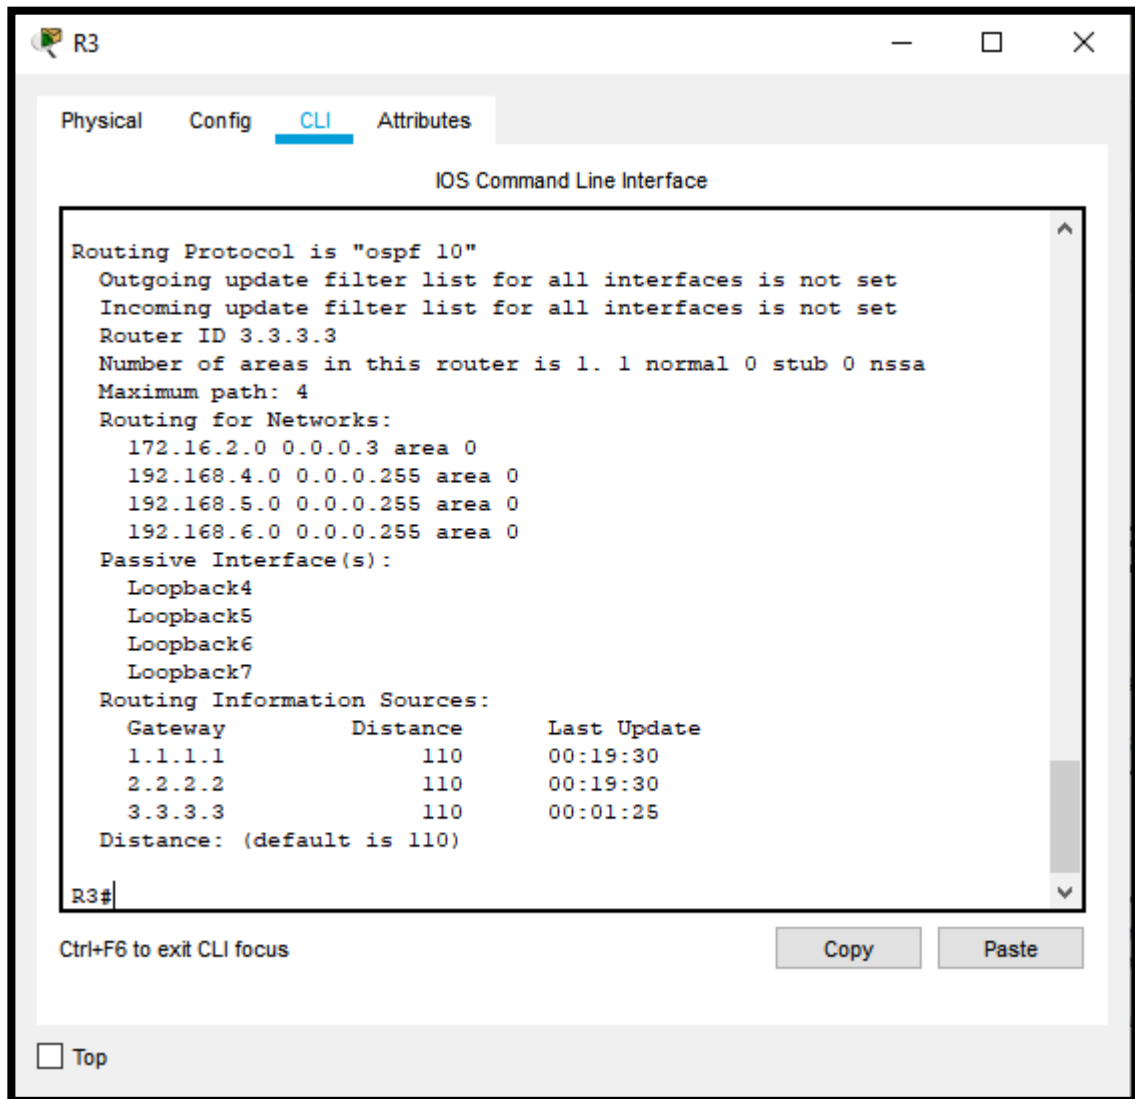 R3
Physical Config CLI Attributes
IOS Command Line Interface
Routing Protocol is "ospf 10"
  Outgoing update filter list for all interfaces is not set
  Incoming update filter list for all interfaces is not set
  Router ID 3.3.3.3
  Number of areas in this router is 1. 1 normal 0 stub 0 nssa
  Maximum path: 4
  Routing for Networks:
    172.16.2.0 0.0.0.3 area 0
    192.168.4.0 0.0.0.255 area 0
    192.168.5.0 0.0.0.255 area 0
    192.168.6.0 0.0.0.255 area 0
  Passive Interface(s):
    Loopback4
    Loopback5
    Loopback6
    Loopback7
  Routing Information Sources:
    Gateway         Distance      Last Update
    1.1.1.1              110      00:19:30
    2.2.2.2              110      00:19:30
    3.3.3.3              110      00:01:25
  Distance: (default is 110)
R3#
Ctrl+F6 to exit CLI focus Copy Paste
Top